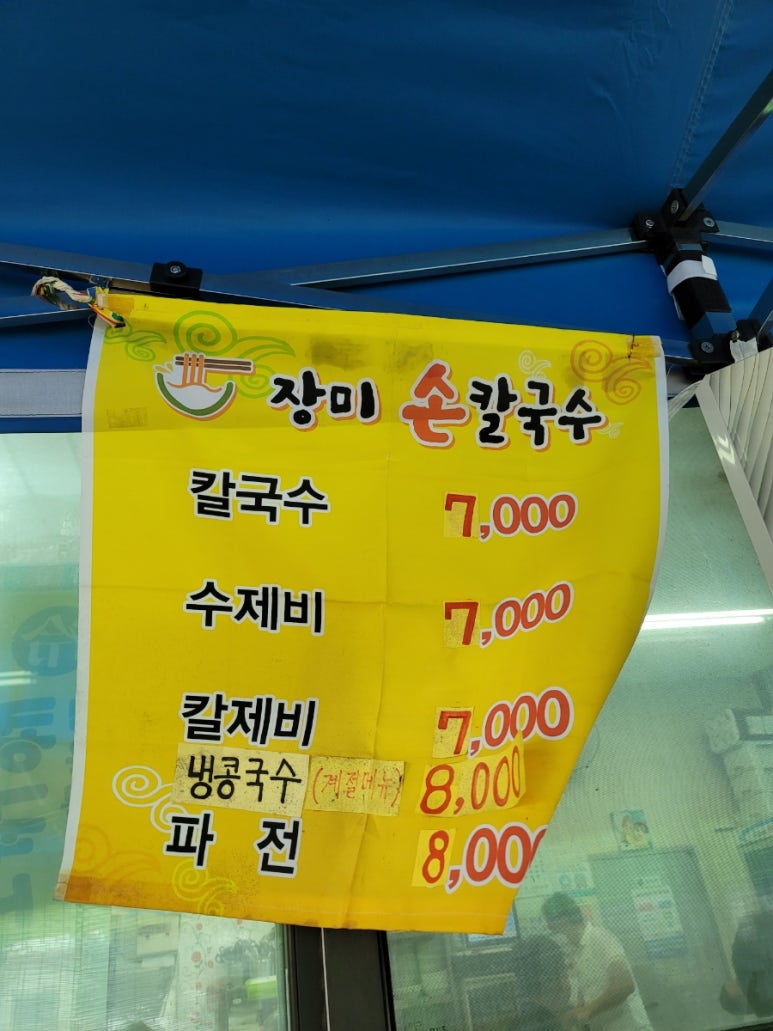 장미 손칼국수
칼국수 7,000
수제비 7,000
칼제비 7,000
냉콩국수 (계절메뉴) 8,000
파 전 8,000